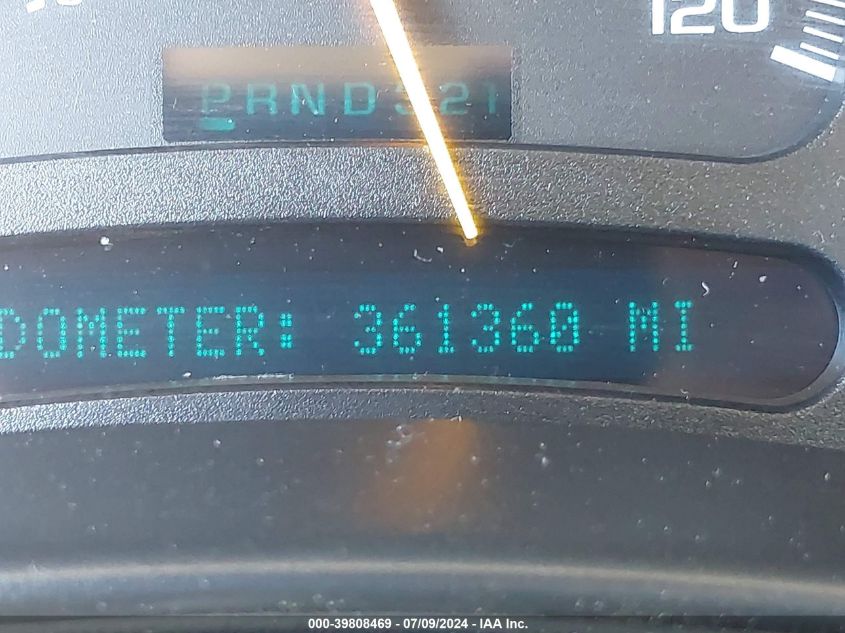 120
PRND321
DOMETER: 361360 MI
000-39808469 - 07/09/2024 - IAA Inc.